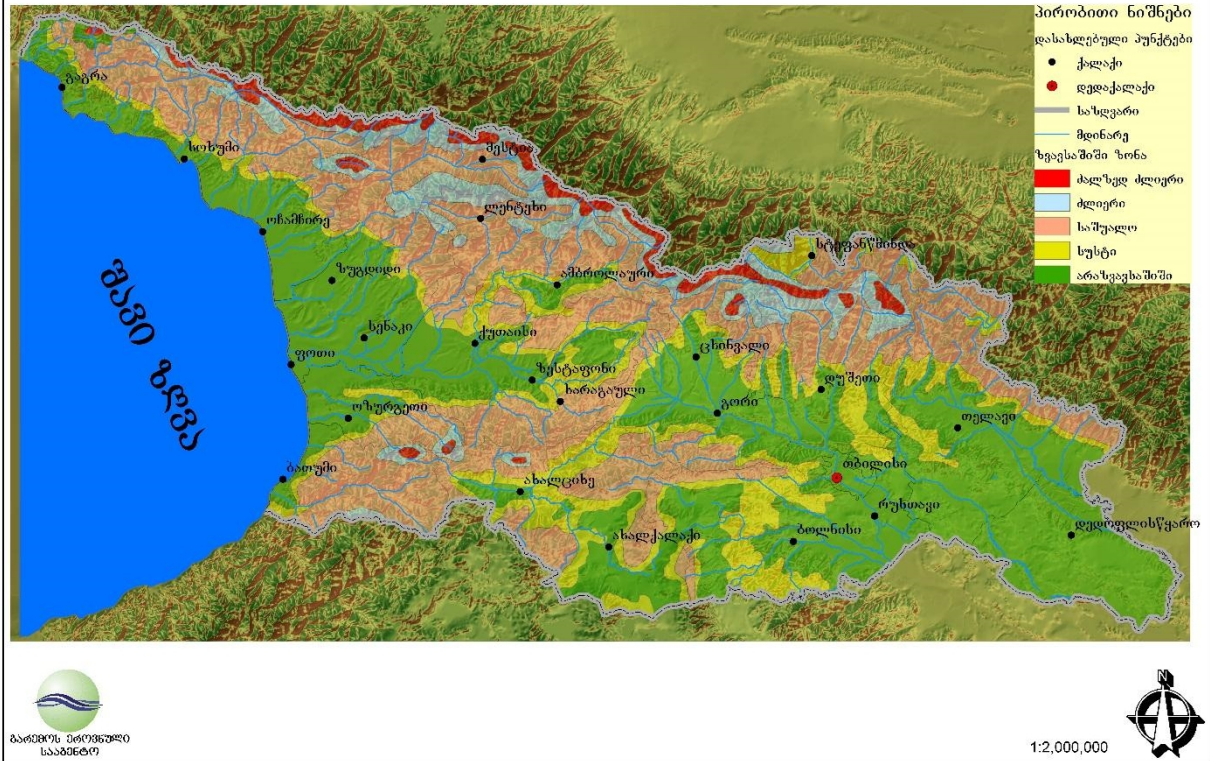 პირობითი ნიშნები
დასახლებული პუნქტები
ქალაქი
დედაქალაქი
საზღვარი
მდინარე
ზვავსაშიში ზონა
ძალზედ ძლიერი
ძლიერი
საშუალო
სუსტი
არაზვავსაშიში
გაგრა
სოხუმი
მესტია
ლენტეხი
ოჩამჩირე
სტეფანწმინდა
ზუგდიდი
ამბროლაური
სენაკი
ქუთაისი
ცხინვალი
ფოთი
შავი ზღვა
ზესტაფონი
ხარაგაული
დუშეთი
ოზურგეთი
გორი
თელავი
ბათუმი
ახალციხე
თბილისი
რუსთავი
დედოფლისწყარო
ახალქალაქი
ბოლნისი
გარემოს ეროვნული
სააგენტო
1:2,000,000
N